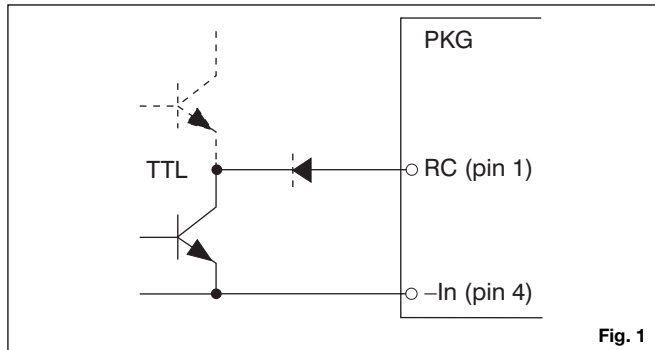 PKG
TTL
RC (pin 1)
–In (pin 4)
Fig. 1